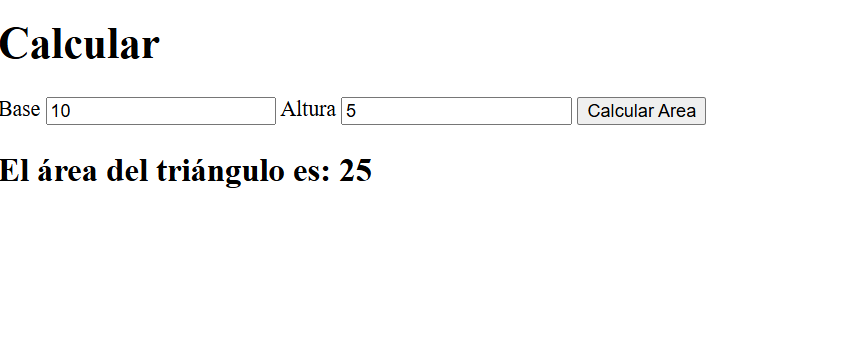 Calcular
Base 10 Altura 5 Calcular Area
El área del triángulo es: 25